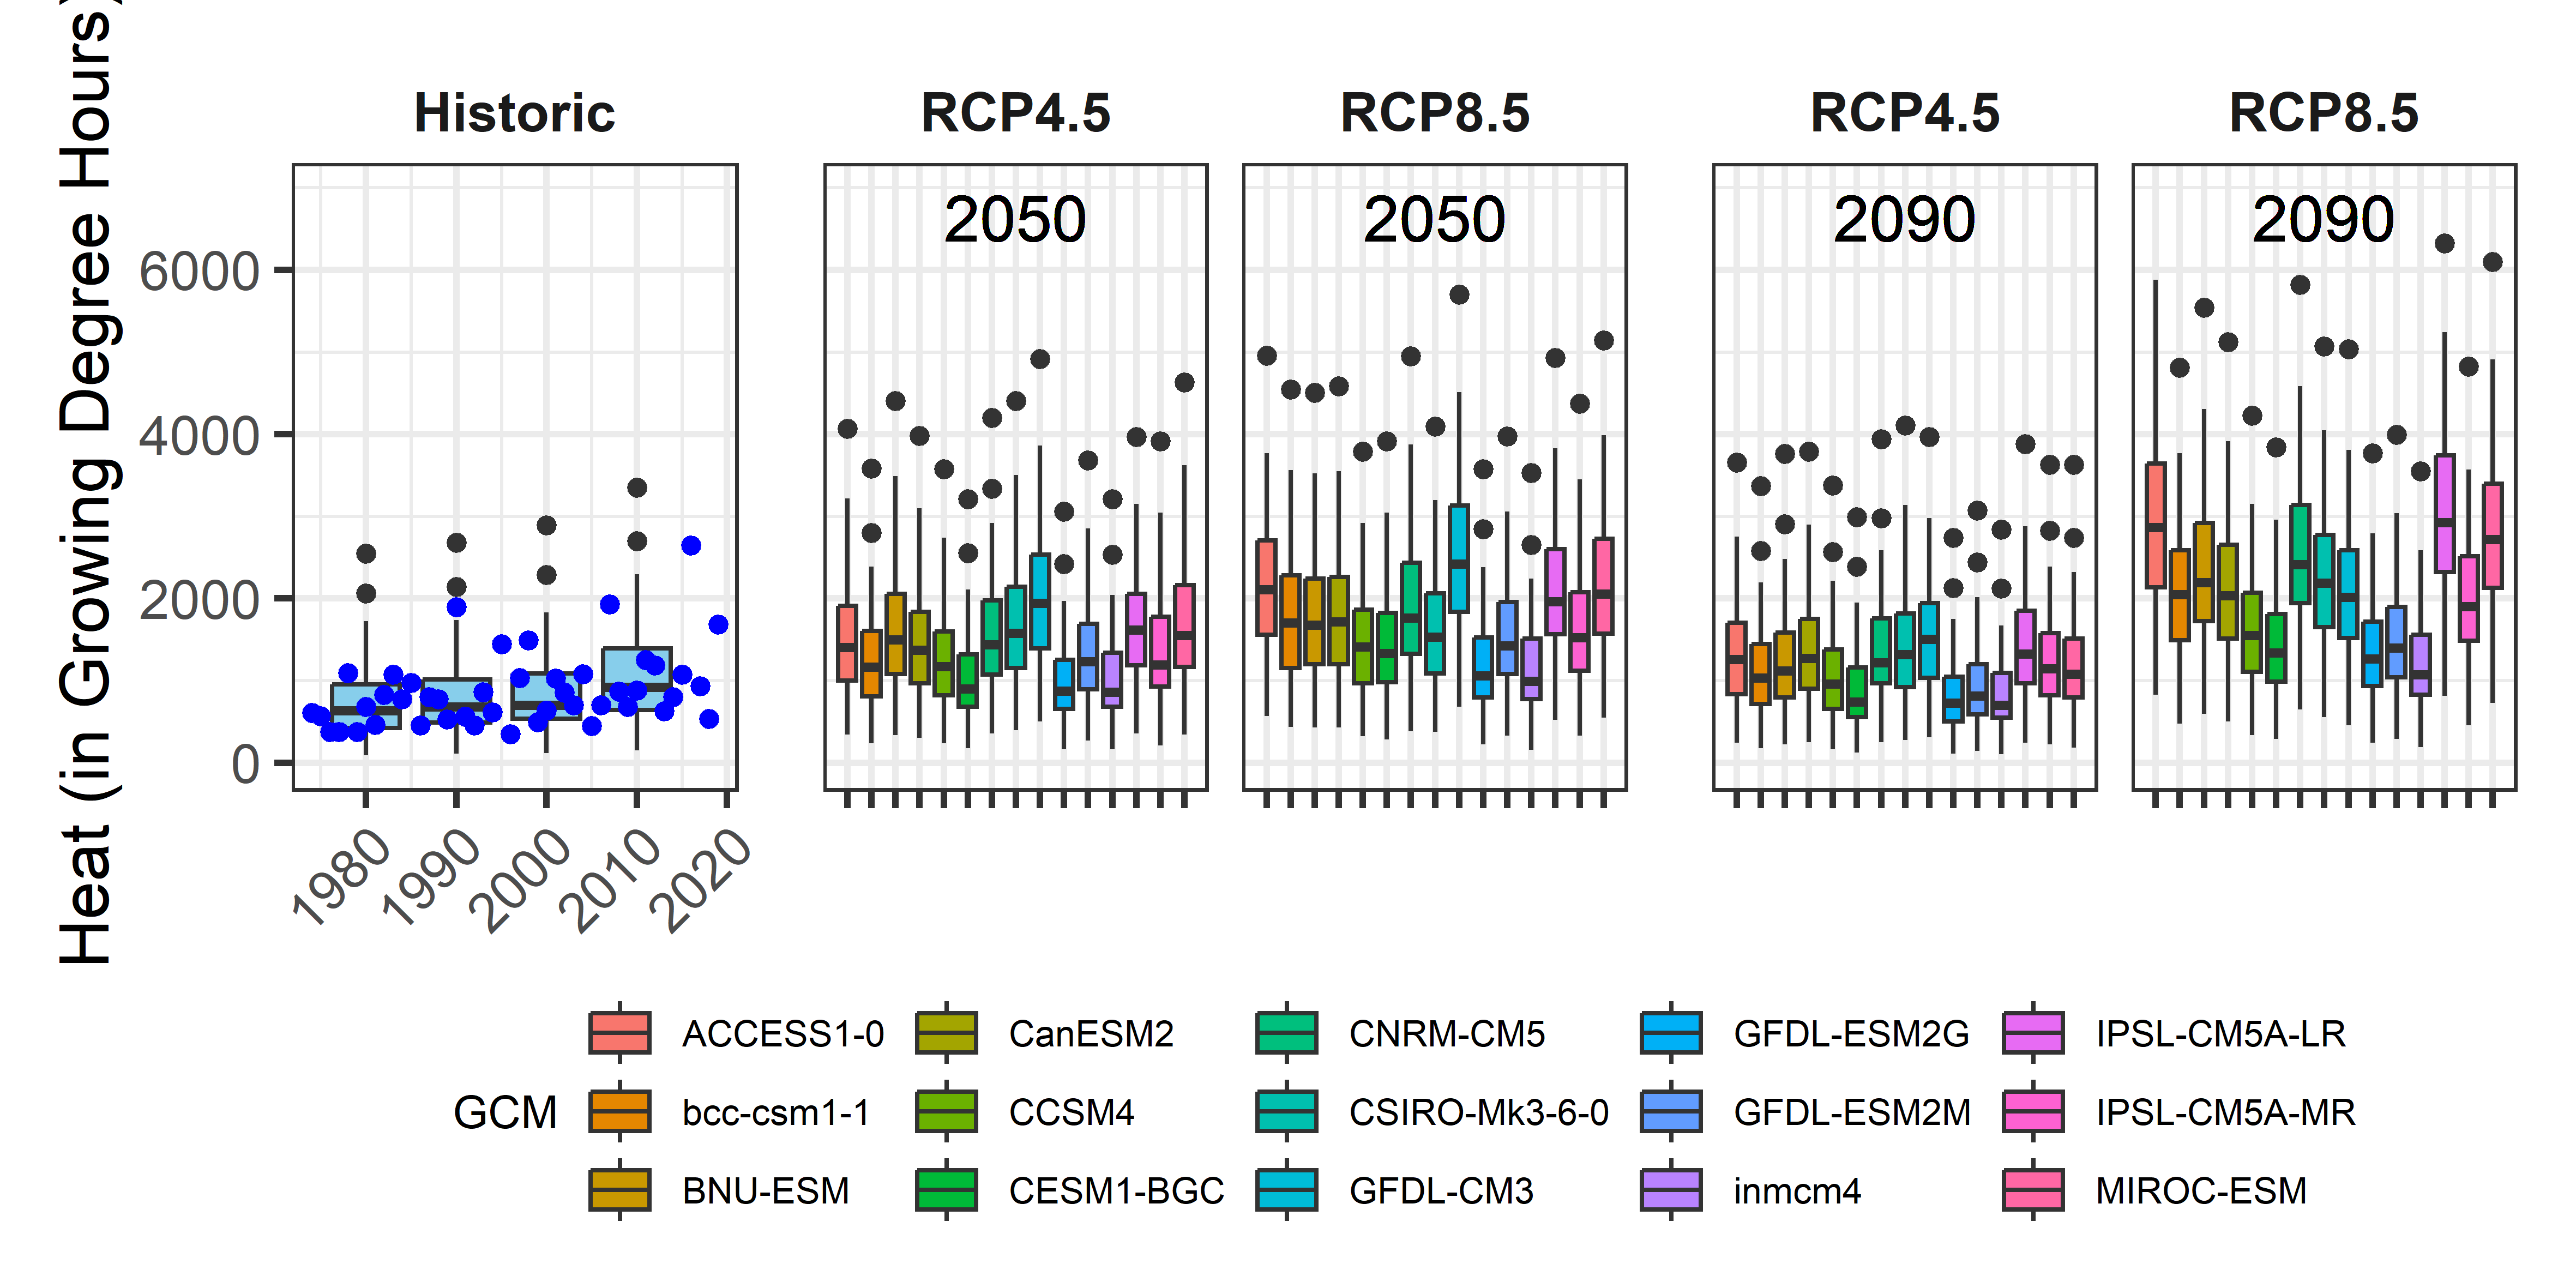 Heat (in Growing Degree Hours)
Historic
RCP4.5
RCP8.5
RCP4.5
RCP8.5
2050
2050
2090
2090
6000
4000
2000
0
1980
1990
2000
2010
2020
GCM
ACCESS1-0
bcc-csm1-1
BNU-ESM
CanESM2
CCSM4
CESM1-BGC
CNRM-CM5
CSIRO-Mk3-6-0
GFDL-CM3
GFDL-ESM2G
GFDL-ESM2M
inmcm4
IPSL-CM5A-LR
IPSL-CM5A-MR
MIROC-ESM